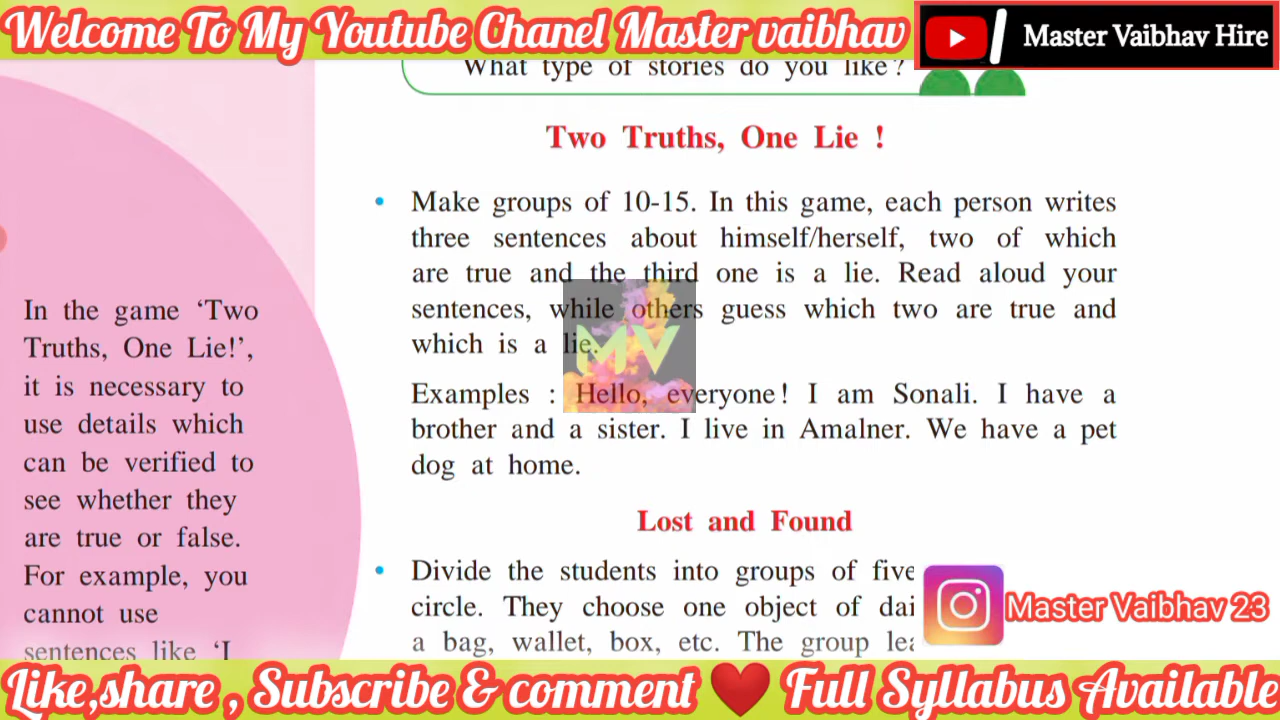 Welcome To My Youtube Chanel Master vaibhav
Master Vaibhav Hire
What type of stories do you like?
Two Truths, One Lie !
• Make groups of 10-15. In this game, each person writes
three sentences about himself/herself, two of which
are true and the third one is a lie. Read aloud your
sentences, while others guess which two are true and
which is a lie.
MV
Examples : Hello, everyone! I am Sonali. I have a
brother and a sister. I live in Amalner. We have a pet
dog at home.
In the game ‘Two
Truths, One Lie!’,
it is necessary to
use details which
can be verified to
see whether they
are true or false.
For example, you
cannot use
sentences like ‘I
Lost and Found
• Divide the students into groups of five
circle. They choose one object of dai
a bag, wallet, box, etc. The group lea
Master Vaibhav 23
Like,share , Subscribe & comment ❤ Full Syllabus Available